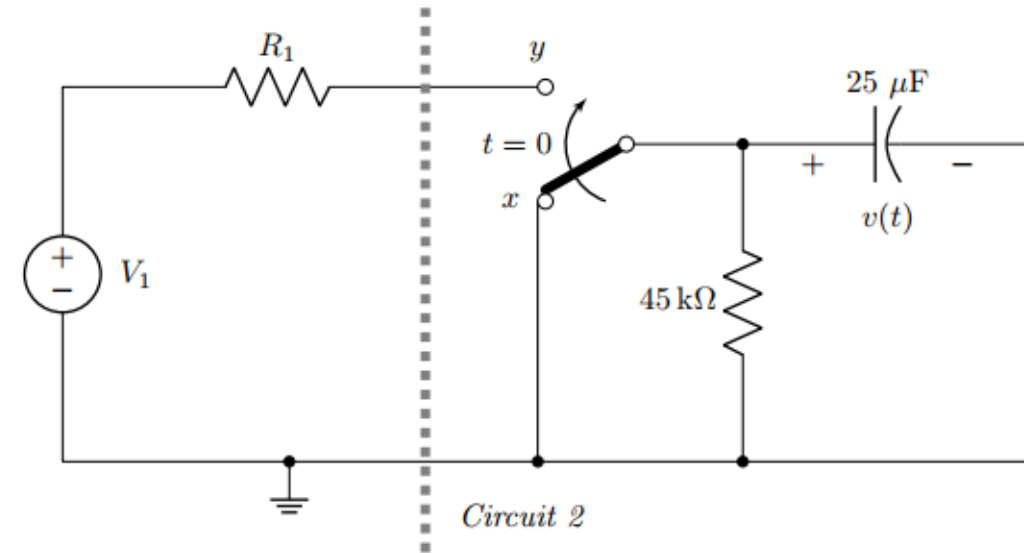 R₁
y
25 μF
t = 0
+
−
x
v(t)
+
−
V₁
45 kΩ
Circuit 2